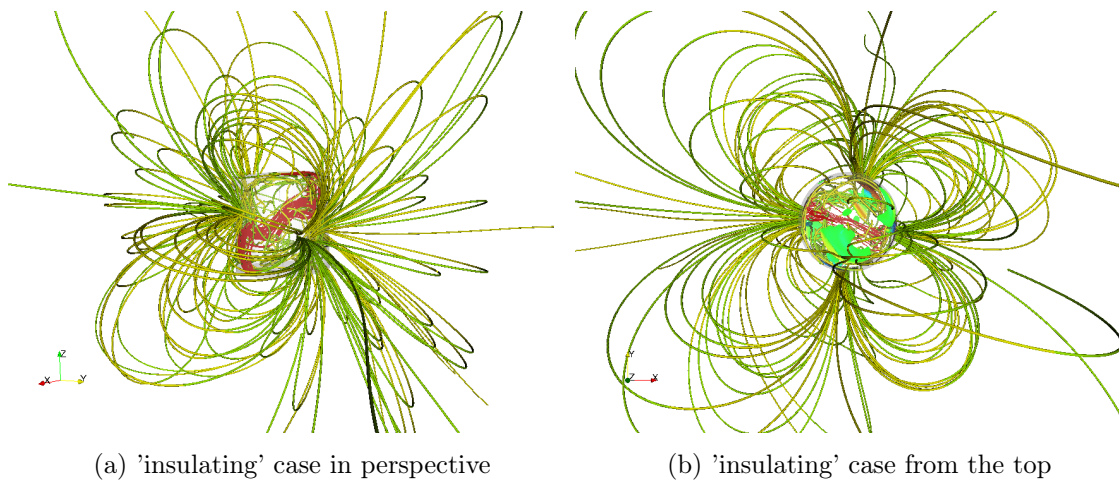 Z
X Y
Y
Z X
(a) 'insulating' case in perspective
(b) 'insulating' case from the top